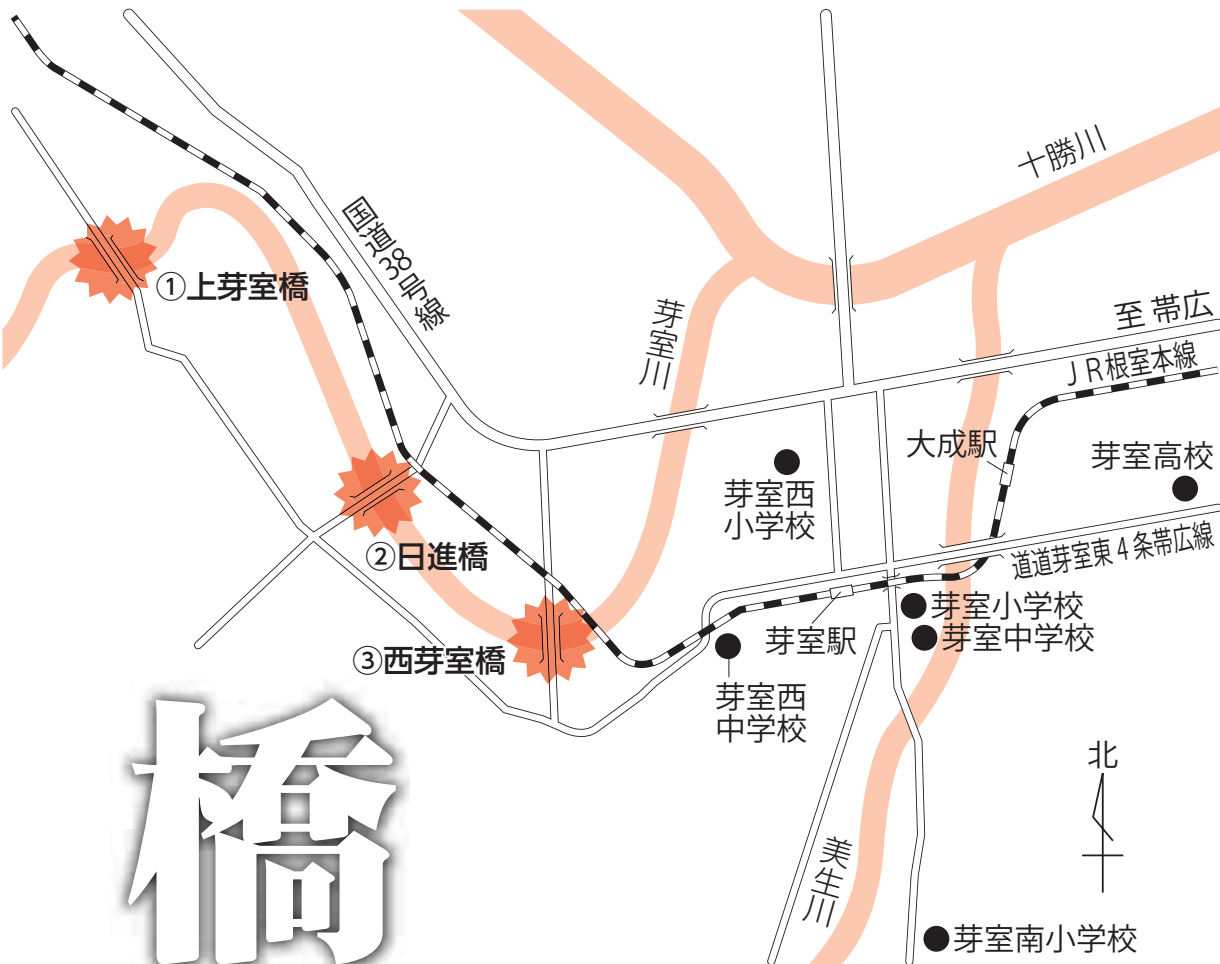 十勝川
国道38号線
①上芽室橋
芽室川
至 帯広
JR根室本線
大成駅
芽室高校
芽室西
小学校
②日進橋
道道芽室東4条帯広線
芽室小学校
芽室駅
芽室中学校
③西芽室橋
芽室西
中学校
橋
北
美生川
芽室南小学校